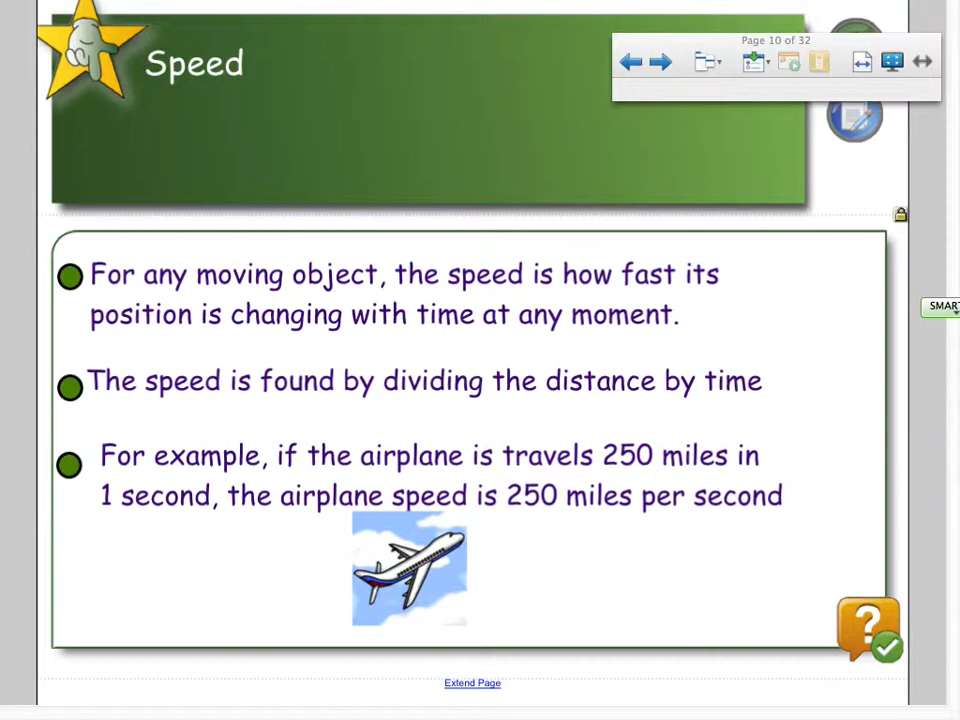 Speed
Page 10 of 32
SMART
For any moving object, the speed is how fast its
position is changing with time at any moment.
The speed is found by dividing the distance by time
For example, if the airplane is travels 250 miles in
1 second, the airplane speed is 250 miles per second
Extend Page